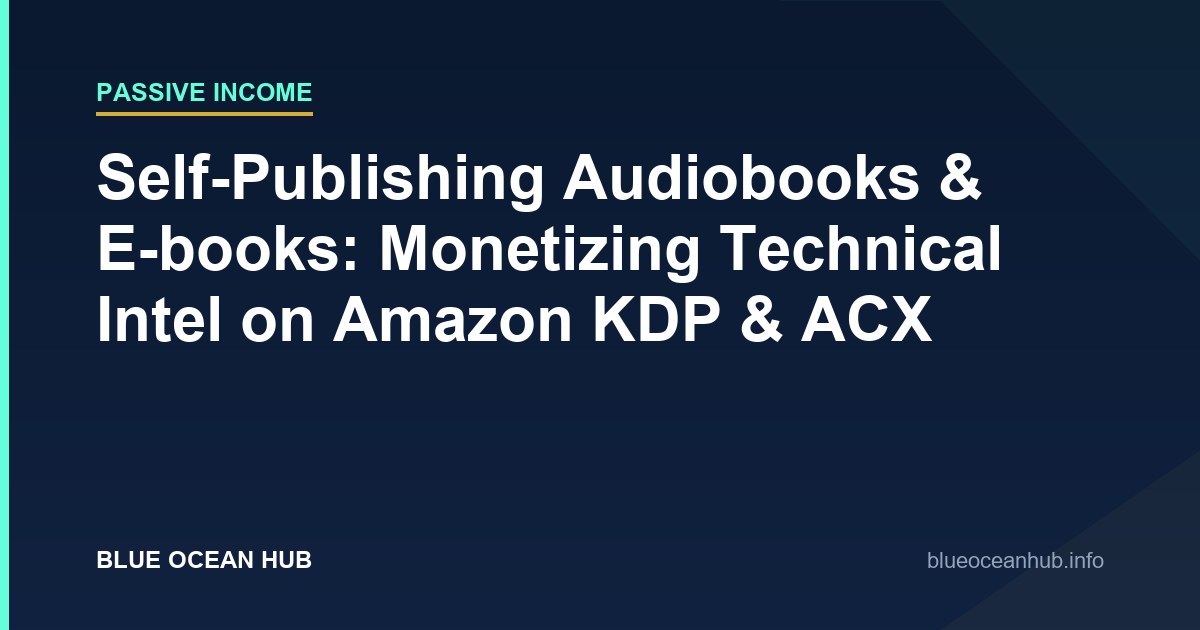 PASSIVE INCOME
Self-Publishing Audiobooks &
E-books: Monetizing Technical
Intel on Amazon KDP & ACX
BLUE OCEAN HUB
blueoceanhub.info